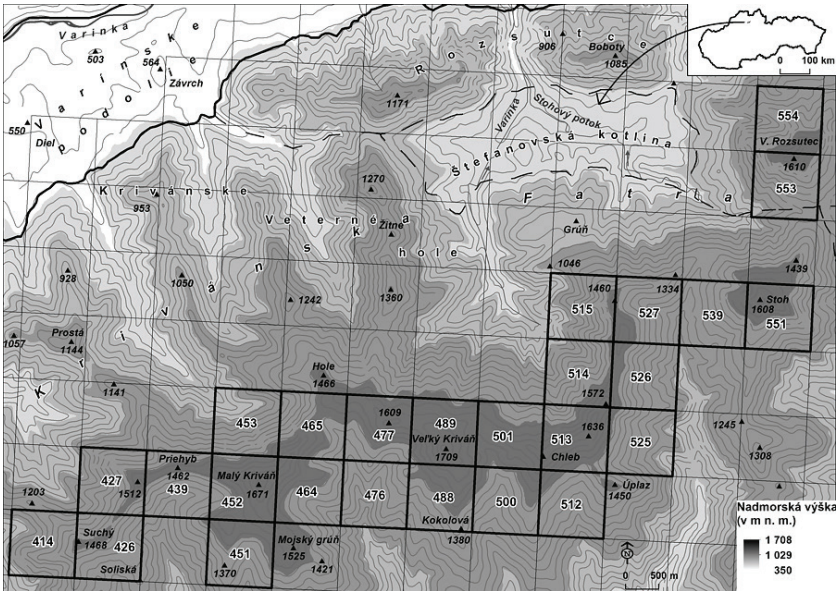 Varinka
503
564
Závrch
Varínske podolie
550
Diel
Rozsutce
906
Boboty
1085
0 100 km
1171
Varínka
Stohový potok
Štefanovská kotlina
554
V. Rozsutec
1610
553
Krivánske
953
1270
Veterné
Žitné
hole
Fatra
Grúň
Krivánska
928
1050
1242
1360
1046
1460
1334
1439
515
527
539
Stoh
1608
551
1057
Prostá
1144
1141
Hole
1466
514
526
1572
453
465
1609
477
489
Veľký Kriváň
1709
501
513
1636
Chleb
525
1245
1308
Priehyb
427
1462
1512
439
Malý Kriváň
1671
452
464
476
488
500
512
Úplaz
1450
1203
414
Suchý
1468
426
Soliská
451
1370
Mojský grúň
1525
1421
Kokolová
1380
Nadmorská výška
(v m n. m.)
1 708
1 029
350
N
0 500 m